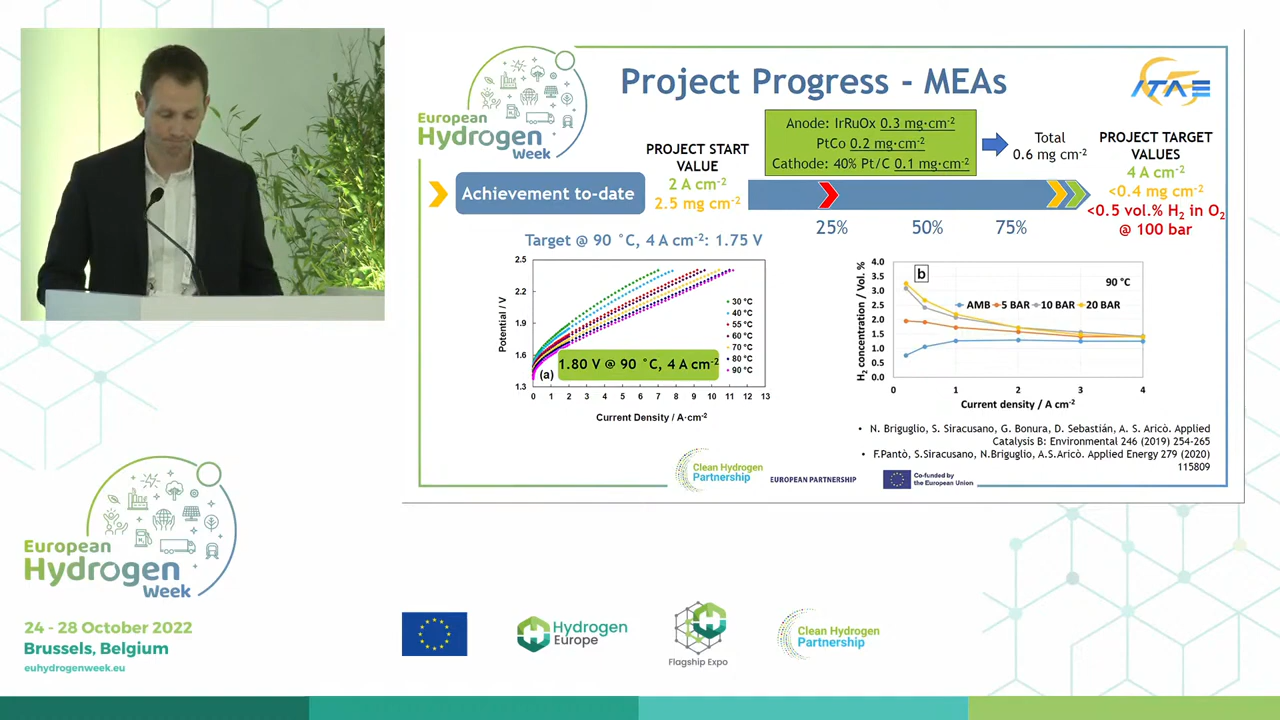 European
Hydrogen
Week
Project Progress - MEAs
ITAE
Anode: IrRuOx 0.3 mg·cm-2
PtCo 0.2 mg·cm-2
Cathode: 40% Pt/C 0.1 mg·cm-2
Total
0.6 mg cm-2
PROJECT START
VALUE
2 A cm-2
2.5 mg cm-2
PROJECT TARGET
VALUES
4 A cm-2
<0.4 mg cm-2
<0.5 vol.% H2 in O2
@ 100 bar
Achievement to-date
25%
50%
75%
Target @ 90 °C, 4 A cm-2: 1.75 V
2.5
2.2
1.9
1.6
1.3
Potential / V
30 °C
40 °C
55 °C
60 °C
70 °C
80 °C
90 °C
1.80 V @ 90 °C, 4 A cm-2
(a)
0 1 2 3 4 5 6 7 8 9 10 11 12 13
Current Density / A·cm-2
H2 concentration / Vol. %
4.0
3.5
3.0
2.5
2.0
1.5
1.0
0.5
0.0
b
90 °C
AMB 5 BAR 10 BAR 20 BAR
0 1 2 3 4
Current density / A cm-2
• N. Briguglio, S. Siracusano, G. Bonura, D. Sebastián, A. S. Aricò. Applied
Catalysis B: Environmental 246 (2019) 254-265
• F.Pantò, S.Siracusano, N.Briguglio, A.S.Aricò. Applied Energy 279 (2020)
115809
Clean Hydrogen
Partnership
EUROPEAN PARTNERSHIP
Co-funded by
the European Union
European
Hydrogen
Week
24 - 28 October 2022
Brussels, Belgium
euhydrogenweek.eu
Hydrogen
Europe
Flagship Expo
Clean Hydrogen
Partnership